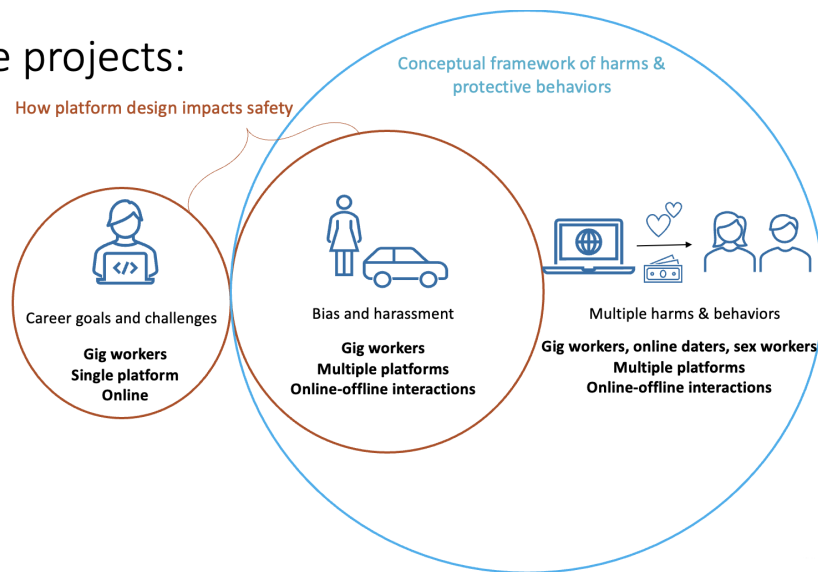 e projects:
Conceptual framework of harms &
protective behaviors
How platform design impacts safety
</>
Career goals and challenges
Gig workers
Single platform
Online
Bias and harassment
Gig workers
Multiple platforms
Online-offline interactions
Multiple harms & behaviors
Gig workers, online daters, sex workers
Multiple platforms
Online-offline interactions